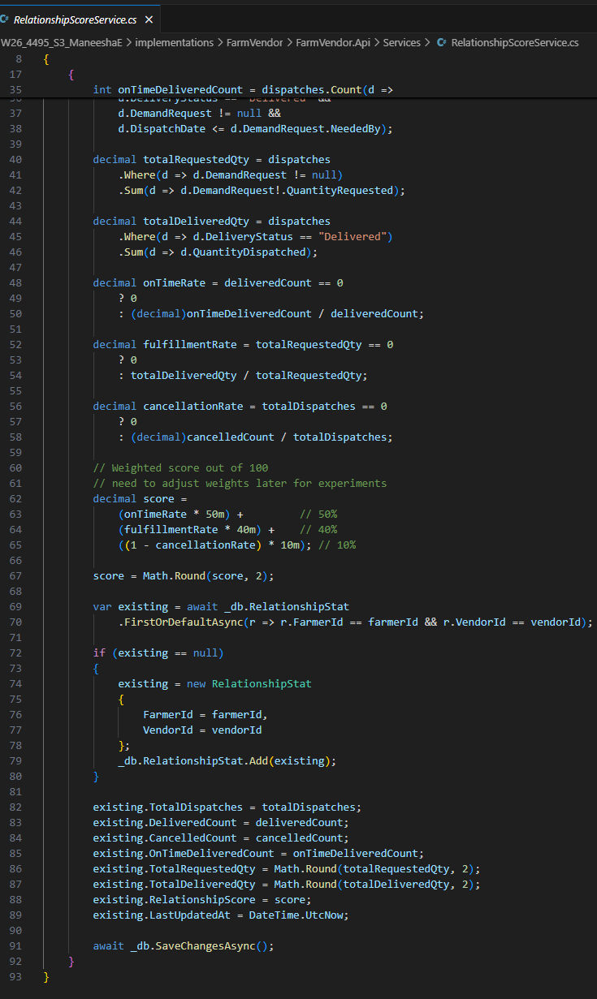 C# RelationshipScoreService.cs ×
W26_4495_S3_ManeeshaE > implementations > FarmVendor > FarmVendor.Api > Services > C# RelationshipScoreService.cs
8 {
17 {
35 int onTimeDeliveredCount = dispatches.Count(d =>
36 d.DeliveryStatus == "Delivered" &&
37 d.DemandRequest != null &&
38 d.DispatchDate <= d.DemandRequest.NeededBy);
39
40 decimal totalRequestedQty = dispatches
41 .Where(d => d.DemandRequest != null)
42 .Sum(d => d.DemandRequest!.QuantityRequested);
43
44 decimal totalDeliveredQty = dispatches
45 .Where(d => d.DeliveryStatus == "Delivered")
46 .Sum(d => d.QuantityDispatched);
47
48 decimal onTimeRate = deliveredCount == 0
49 ? 0
50 : (decimal)onTimeDeliveredCount / deliveredCount;
51
52 decimal fulfillmentRate = totalRequestedQty == 0
53 ? 0
54 : totalDeliveredQty / totalRequestedQty;
55
56 decimal cancellationRate = totalDispatches == 0
57 ? 0
58 : (decimal)cancelledCount / totalDispatches;
59
60 // Weighted score out of 100
61 // need to adjust weights later for experiments
62 decimal score =
63 (onTimeRate * 50m) + // 50%
64 (fulfillmentRate * 40m) + // 40%
65 ((1 - cancellationRate) * 10m); // 10%
66
67 score = Math.Round(score, 2);
68
69 var existing = await _db.RelationshipStat
70 .FirstOrDefaultAsync(r => r.FarmerId == farmerId && r.VendorId == vendorId);
71
72 if (existing == null)
73 {
74 existing = new RelationshipStat
75 {
76 FarmerId = farmerId,
77 VendorId = vendorId
78 };
79 _db.RelationshipStat.Add(existing);
80 }
81
82 existing.TotalDispatches = totalDispatches;
83 existing.DeliveredCount = deliveredCount;
84 existing.CancelledCount = cancelledCount;
85 existing.OnTimeDeliveredCount = onTimeDeliveredCount;
86 existing.TotalRequestedQty = Math.Round(totalRequestedQty, 2);
87 existing.TotalDeliveredQty = Math.Round(totalDeliveredQty, 2);
88 existing.RelationshipScore = score;
89 existing.LastUpdatedAt = DateTime.UtcNow;
90
91 await _db.SaveChangesAsync();
92 }
93 }